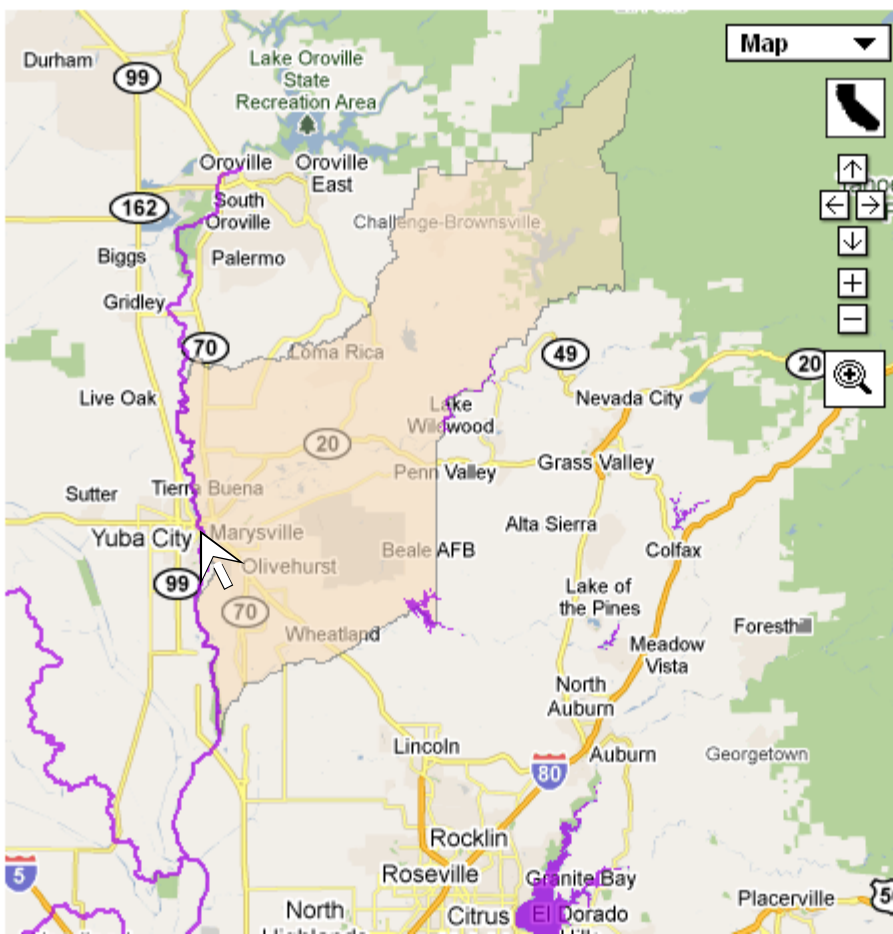 Map
Durham
99
Lake Oroville
State
Recreation Area
Oroville
Oroville
East
162
South
Oroville
Challenge-Brownsville
Biggs
Palermo
Gridley
70
Loma Rica
49
20
Live Oak
Lake
Wildwood
Nevada City
20
Penn Valley
Grass Valley
Sutter
Tierra Buena
Yuba City
Marysville
Alta Sierra
Beale AFB
Colfax
Olivehurst
99
70
Lake of
the Pines
Wheatland
Foresthill
Meadow
Vista
North
Auburn
Lincoln
Auburn
Georgetown
80
Rocklin
5
Roseville
Granite Bay
Placerville
North
Citrus
El Dorado